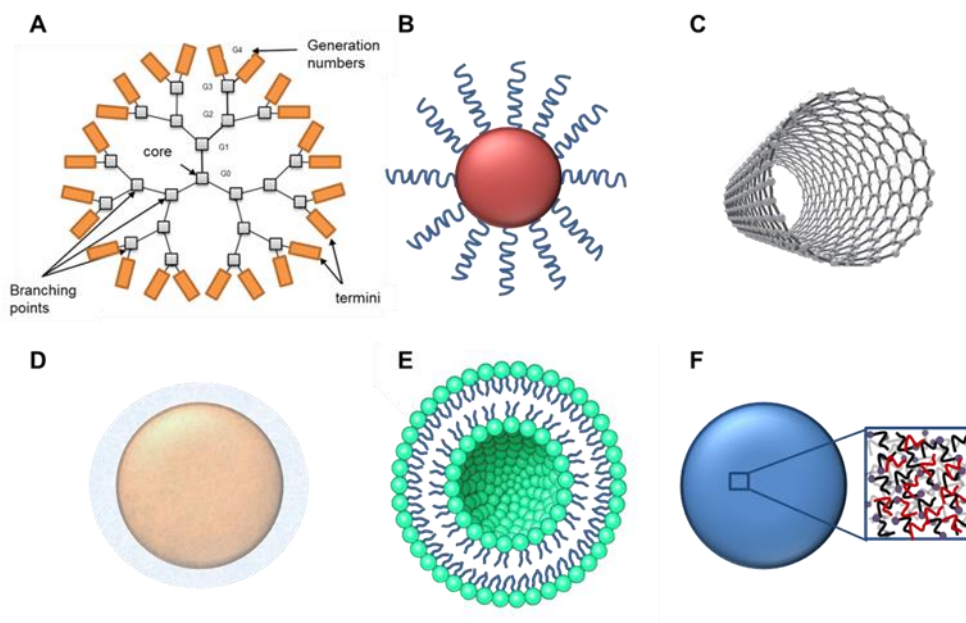 A
B
C
G4
Generation
numbers
G3
G2
G1
core
G0
Branching
points
termini
D
E
F